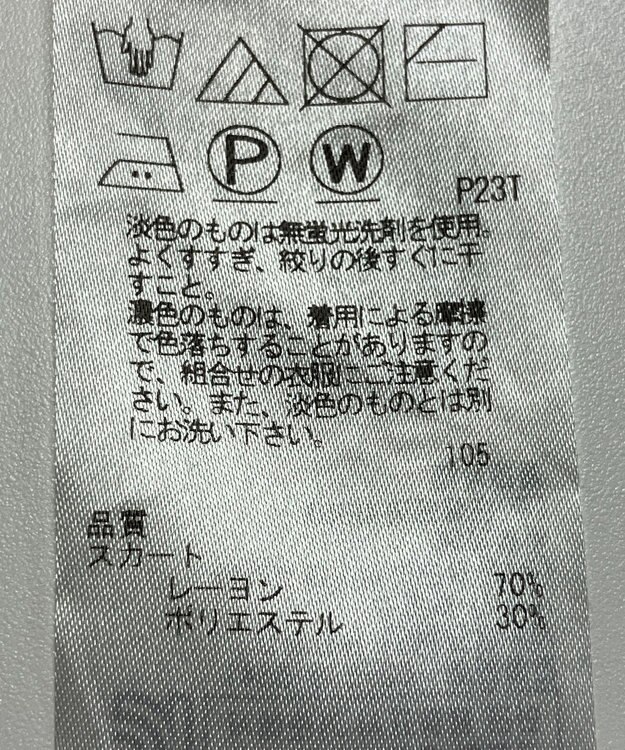 P W
P23T
淡色のものは無蛍光洗剤を使用。
よくすすぎ、絞りの後すぐに干
すこと。
濃色のものは、着用による摩擦
で色落ちすることがありますの
で、組合せの衣服にご注意くだ
さい。また、淡色のものとは別
にお洗い下さい。
105
品質
スカート
レーヨン 70%
ポリエステル 30%